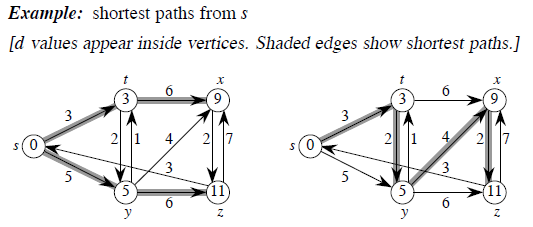 Example: shortest paths from s
[d values appear inside vertices. Shaded edges show shortest paths.]
t x t x
6 6
3 9 3 9
3 3
s 0 2 1 4 2 7 s 0 2 1 4 2 7
3 3
5 5
5 11 5 11
6 6
y z y z